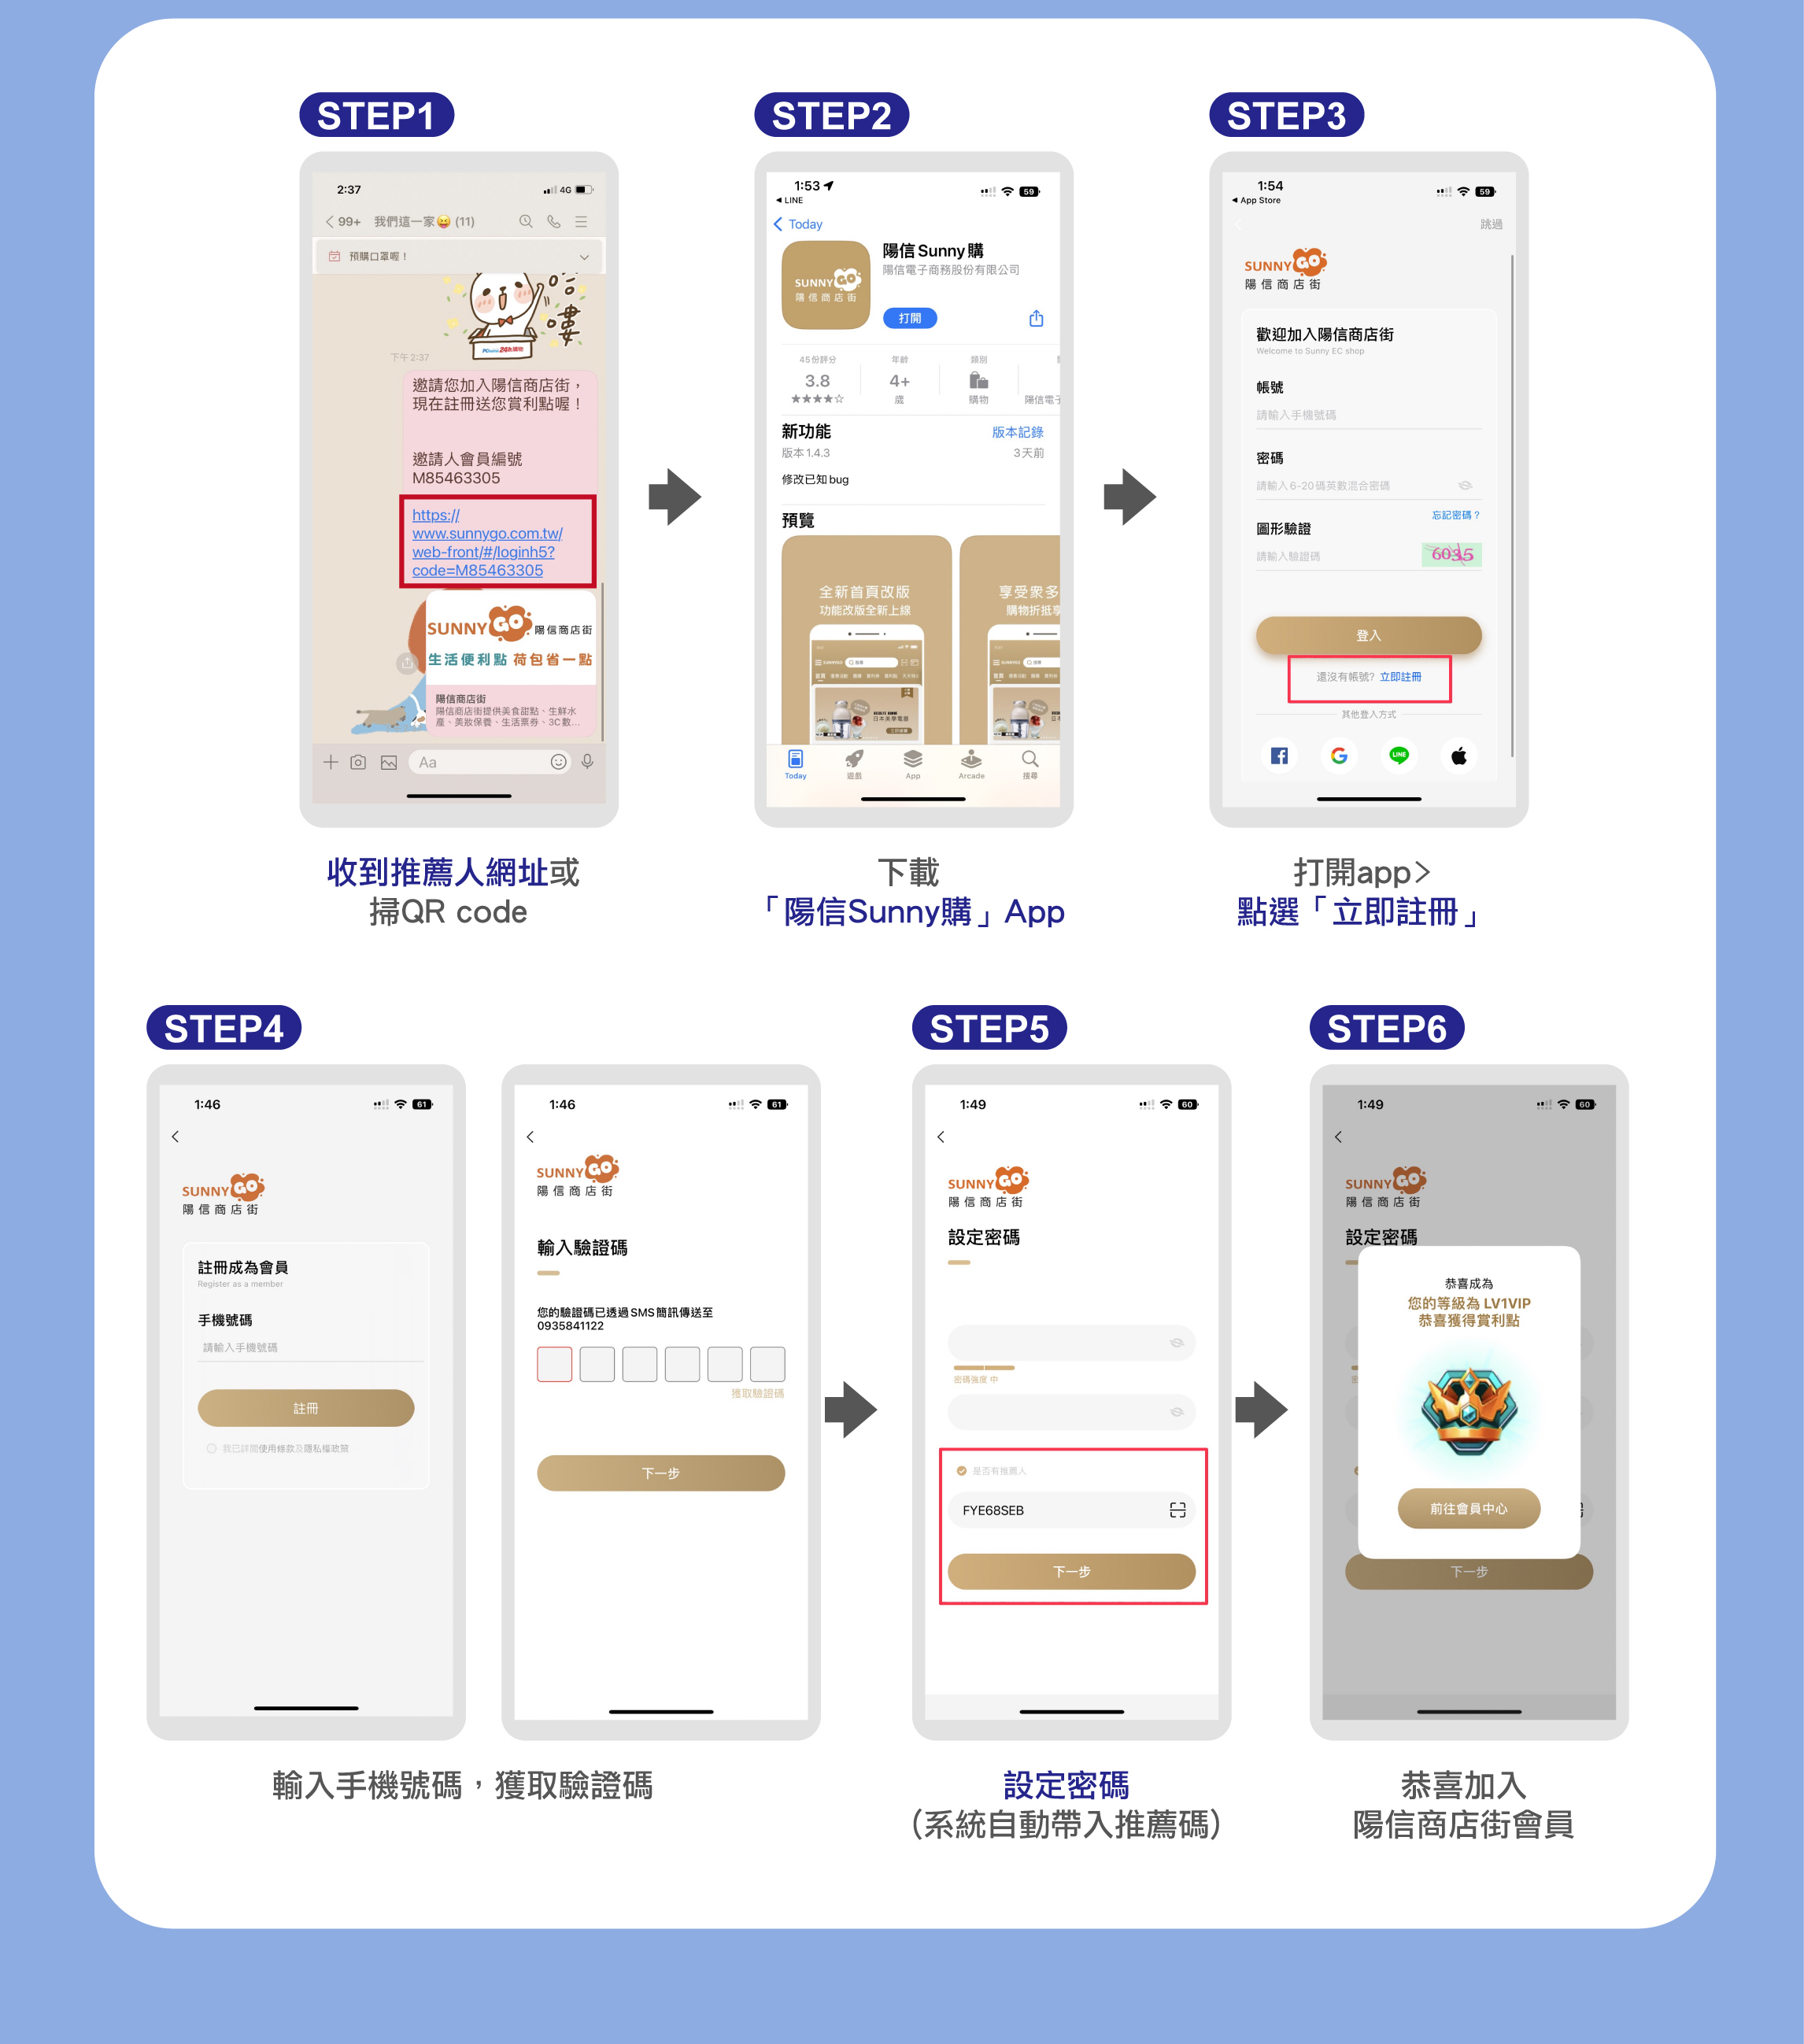 STEP1
2:37
4G
99+ 我們這一家😆 (11)
預購口罩喔！
哈嘍
下午 2:37
邀請您加入陽信商店街，
現在註冊送您賞利點喔！
邀請人會員編號
M85463305
https://
www.sunnygo.com.tw/
web-front/#/loginh5?
code=M85463305
SUNNY GO 陽信商店街
生活便利點 荷包省一點
陽信商店街
陽信商店街提供美食甜點、生鮮水
產、美妝保養、生活票券、3C數...
Aa
收到推薦人網址或
掃QR code
STEP2
1:53
59
◀ LINE
Today
SUNNY GO
陽信商店街
陽信Sunny購
陽信電子商務股份有限公司
打開
45份評分
年齡
類別
3.8
4+
★★★★☆
歲
購物
陽信電子
新功能
版本記錄
版本 1.4.3
3天前
修改已知 bug
預覽
全新首頁改版
功能改版全新上線
享受眾多
購物折抵享
日本美學電器
Today
遊戲
App
Arcade
搜尋
下載
「陽信Sunny購」App
STEP3
1:54
59
◀ App Store
跳過
SUNNY GO
陽信商店街
歡迎加入陽信商店街
Welcome to Sunny EC shop
帳號
請輸入手機號碼
密碼
請輸入 6-20 碼英數混合密碼
忘記密碼？
圖形驗證
請輸入驗證碼
6035
登入
還沒有帳號? 立即註冊
其他登入方式
LINE
打開app>
點選「立即註冊」
STEP4
1:46
61
SUNNY GO
陽信商店街
註冊成為會員
Register as a member
手機號碼
請輸入手機號碼
註冊
我已詳閱使用條款及隱私權政策
1:46
61
SUNNY GO
陽信商店街
輸入驗證碼
您的驗證碼已透過SMS簡訊傳送至
0935841122
獲取驗證碼
下一步
輸入手機號碼，獲取驗證碼
STEP5
1:49
60
SUNNY GO
陽信商店街
設定密碼
密碼強度 中
是否有推薦人
FYE68SEB
下一步
設定密碼
(系統自動帶入推薦碼)
STEP6
1:49
60
SUNNY GO
陽信商店街
設定密碼
恭喜成為
您的等級為 LV1VIP
恭喜獲得賞利點
前往會員中心
下一步
恭喜加入
陽信商店街會員